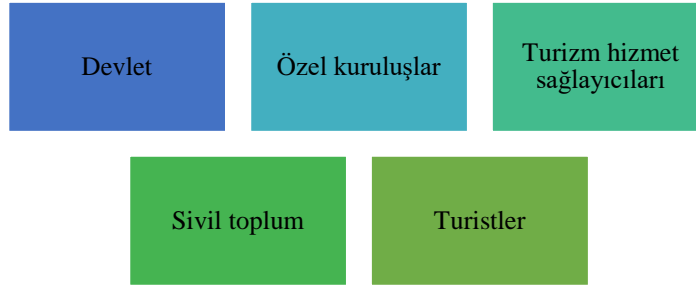 Devlet
Özel kuruluşlar
Turizm hizmet
sağlayıcıları
Sivil toplum
Turistler